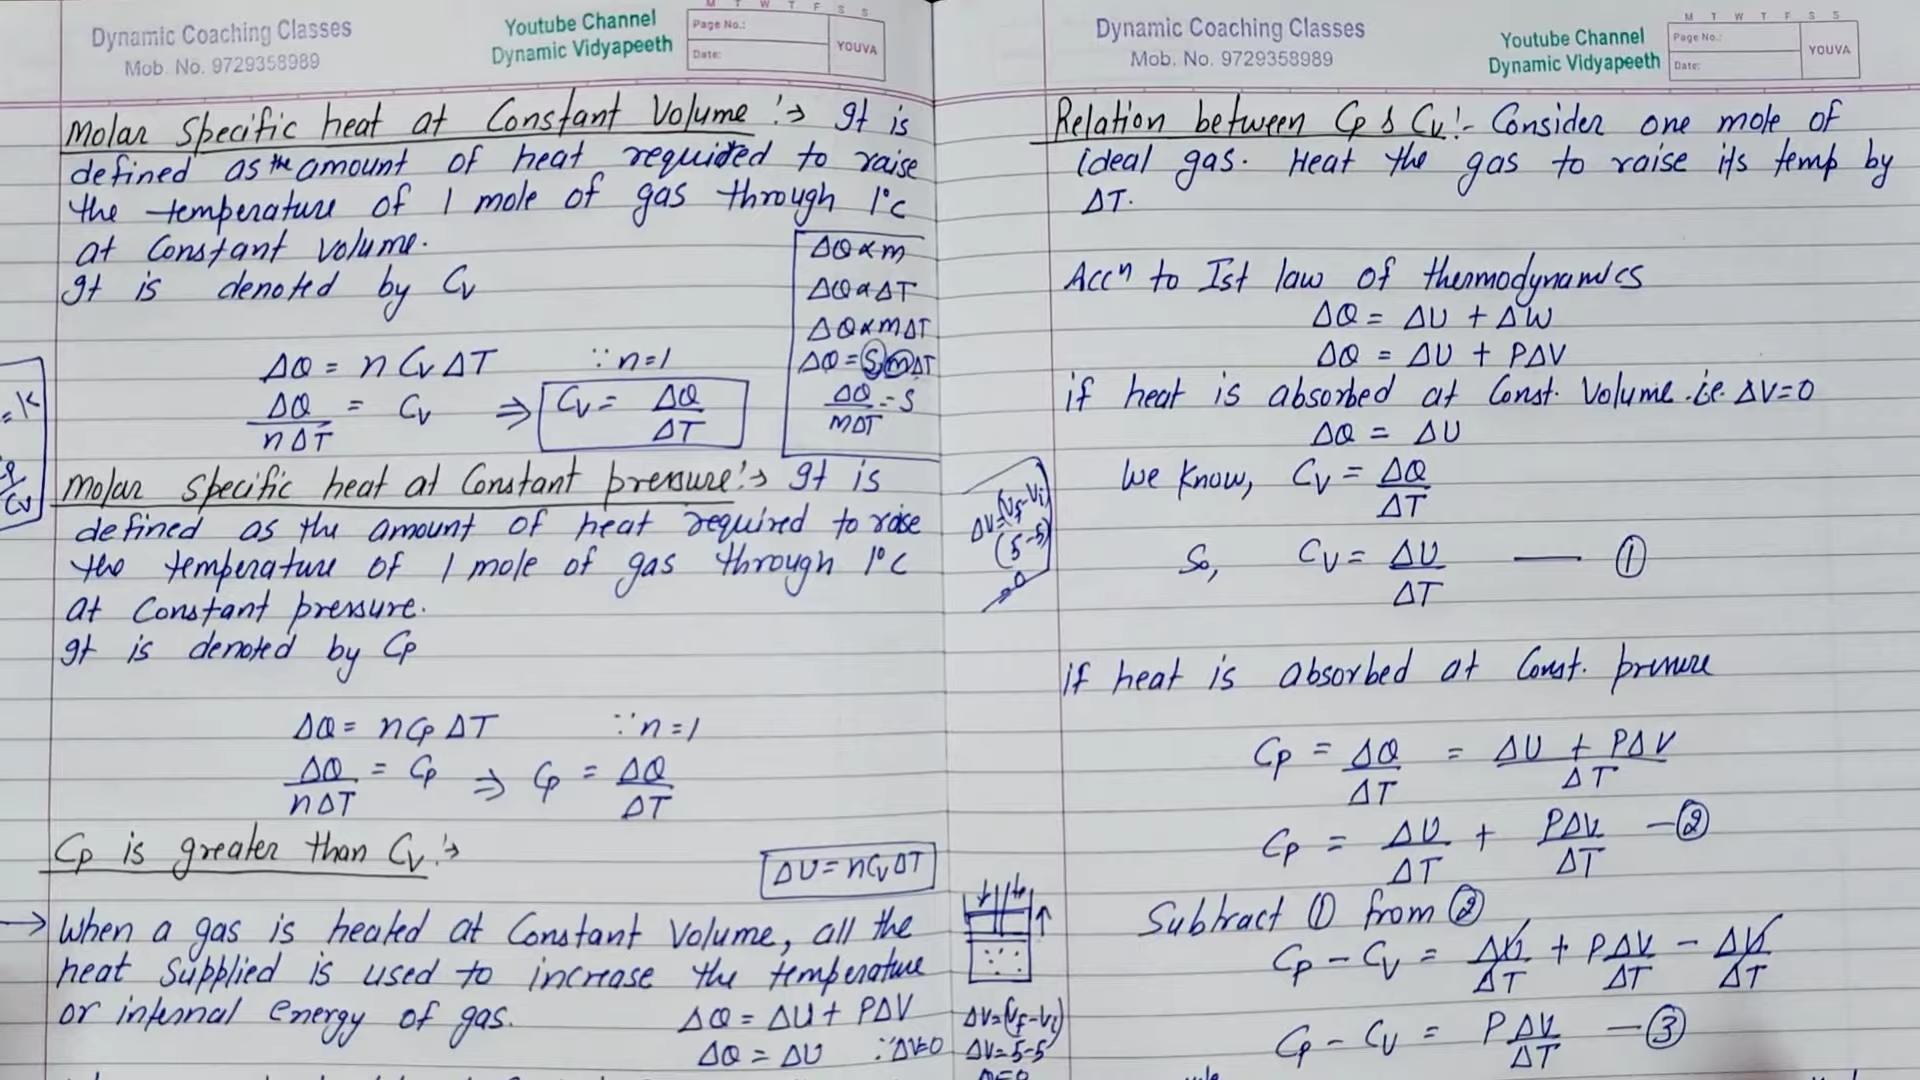 Dynamic Coaching Classes
Mob. No. 9729358989
Youtube Channel
Dynamic Vidyapeeth
M T W T F S S
Page No.:
Date:
YOUVA
Molar Specific heat at Constant Volume :→ It is
defined as the amount of heat required to raise
the temperature of 1 mole of gas through 1°C
at Constant volume.
It is denoted by Cv
ΔQ ∝ m
ΔQ ∝ ΔT
ΔQ ∝ mΔT
ΔQ = SmΔT
ΔQ/mΔT = S
ΔQ = nCvΔT ∵ n=1
ΔQ/nΔT = Cv ⇒ Cv = ΔQ/ΔT
= K
Cv
Molar Specific heat at Constant pressure :→ It is
defined as the amount of heat required to raise
the temperature of 1 mole of gas through 1°C
at Constant pressure.
It is denoted by Cp
ΔQ = nCpΔT ∵ n=1
ΔQ/nΔT = Cp ⇒ Cp = ΔQ/ΔT
Cp is greater than Cv :→
ΔU = nCvΔT
→ When a gas is heated at Constant Volume, all the
heat Supplied is used to increase the temperature
or internal energy of gas.
ΔQ = ΔU + PΔV
ΔQ = ΔU ∵ ΔV=0
Dynamic Coaching Classes
Mob. No. 9729358989
Youtube Channel
Dynamic Vidyapeeth
M T W T F S S
Page No.:
Date:
YOUVA
Relation between Cp & Cv :- Consider one mole of
ideal gas. Heat the gas to raise its temp by
ΔT.
Accⁿ to Ist law of thermodynamics
ΔQ = ΔU + ΔW
ΔQ = ΔU + PΔV
if heat is absorbed at Const. Volume i.e. ΔV=0
ΔQ = ΔU
We Know, Cv = ΔQ/ΔT
ΔV=(Vf-Vi)
(5-5)
0
So, Cv = ΔU/ΔT — ①
if heat is absorbed at Const. pressure
Cp = ΔQ/ΔT = ΔU + PΔV/ΔT
Cp = ΔU/ΔT + PΔV/ΔT — ②
Subtract ① from ②
Cp - Cv = ΔU/ΔT + PΔV/ΔT - ΔU/ΔT
Cp - Cv = PΔV/ΔT — ③
ΔV=(Vf-Vi)
ΔV=5-5